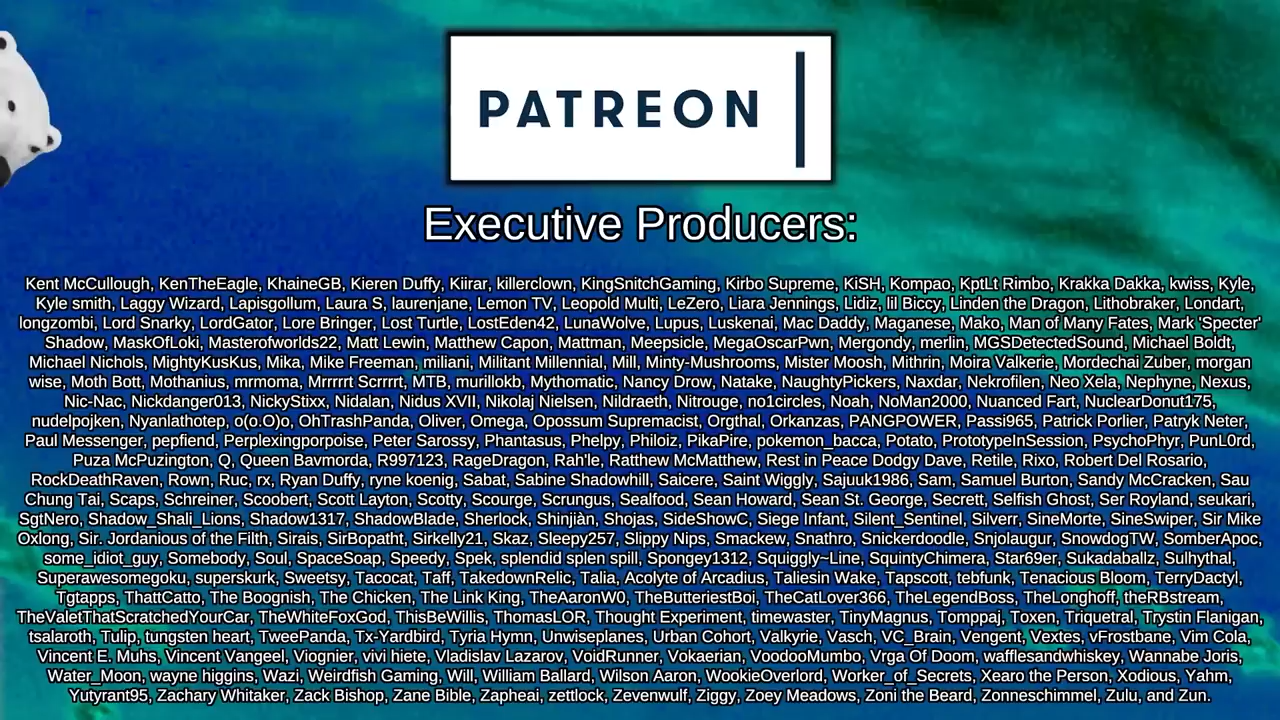 PATREON
Executive Producers:
Kent McCullough, KenTheEagle, KhaineGB, Kieren Duffy, Kiirar, killerclown, KingSnitchGaming, Kirbo Supreme, KiSH, Kompao, KptLt Rimbo, Krakka Dakka, kwiss, Kyle,
Kyle smith, Laggy Wizard, Lapisgollum, Laura S, laurenjane, Lemon TV, Leopold Multi, LeZero, Liara Jennings, Lidiz, lil Biccy, Linden the Dragon, Lithobraker, Londart,
longzombi, Lord Snarky, LordGator, Lore Bringer, Lost Turtle, LostEden42, LunaWolve, Lupus, Luskenai, Mac Daddy, Maganese, Mako, Man of Many Fates, Mark 'Specter'
Shadow, MaskOfLoki, Masterofworlds22, Matt Lewin, Matthew Capon, Mattman, Meepsicle, MegaOscarPwn, Mergondy, merlin, MGSDetectedSound, Michael Boldt,
Michael Nichols, MightyKusKus, Mika, Mike Freeman, miliani, Militant Millennial, Mill, Minty-Mushrooms, Mister Moosh, Mithrin, Moira Valkerie, Mordechai Zuber, morgan
wise, Moth Bott, Mothanius, mrmoma, Mrrrrrt Scrrrrt, MTB, murillokb, Mythomatic, Nancy Drow, Natake, NaughtyPickers, Naxdar, Nekrofilen, Neo Xela, Nephyne, Nexus,
Nic-Nac, Nickdanger013, NickyStixx, Nidalan, Nidus XVII, Nikolaj Nielsen, Nildraeth, Nitrouge, no1circles, Noah, NoMan2000, Nuanced Fart, NuclearDonut175,
nudelpojken, Nyanlathotep, o(o.O)o, OhTrashPanda, Oliver, Omega, Opossum Supremacist, Orgthal, Orkanzas, PANGPOWER, Passi965, Patrick Porlier, Patryk Neter,
Paul Messenger, pepfiend, Perplexingporpoise, Peter Sarossy, Phantasus, Phelpy, Philoiz, PikaPire, pokemon_bacca, Potato, PrototypeInSession, PsychoPhyr, PunL0rd,
Puza McPuzington, Q, Queen Bavmorda, R997123, RageDragon, Rah'le, Ratthew McMatthew, Rest in Peace Dodgy Dave, Retile, Rixo, Robert Del Rosario,
RockDeathRaven, Rown, Ruc, rx, Ryan Duffy, ryne koenig, Sabat, Sabine Shadowhill, Saicere, Saint Wiggly, Sajuuk1986, Sam, Samuel Burton, Sandy McCracken, Sau
Chung Tai, Scaps, Schreiner, Scoobert, Scott Layton, Scotty, Scourge, Scrungus, Sealfood, Sean Howard, Sean St. George, Secrett, Selfish Ghost, Ser Royland, seukari,
SgtNero, Shadow_Shali_Lions, Shadow1317, ShadowBlade, Sherlock, Shinjiàn, Shojas, SideShowC, Siege Infant, Silent_Sentinel, Silverr, SineMorte, SineSwiper, Sir Mike
Oxlong, Sir. Jordanious of the Filth, Sirais, SirBopatht, Sirkelly21, Skaz, Sleepy257, Slippy Nips, Smackew, Snathro, Snickerdoodle, Snjolaugur, SnowdogTW, SomberApoc,
some_idiot_guy, Somebody, Soul, SpaceSoap, Speedy, Spek, splendid splen spill, Spongey1312, Squiggly~Line, SquintyChimera, Star69er, Sukadaballz, Sulhythal,
Superawesomegoku, superskurk, Sweetsy, Tacocat, Taff, TakedownRelic, Talia, Acolyte of Arcadius, Taliesin Wake, Tapscott, tebfunk, Tenacious Bloom, TerryDactyl,
Tgtapps, ThattCatto, The Boognish, The Chicken, The Link King, TheAaronW0, TheButteriestBoi, TheCatLover366, TheLegendBoss, TheLonghoff, theRBstream,
TheValetThatScratchedYourCar, TheWhiteFoxGod, ThisBeWillis, ThomasLOR, Thought Experiment, timewaster, TinyMagnus, Tomppaj, Toxen, Triquetral, Trystin Flanigan,
tsalaroth, Tulip, tungsten heart, TweePanda, Tx-Yardbird, Tyria Hymn, Unwiseplanes, Urban Cohort, Valkyrie, Vasch, VC_Brain, Vengent, Vextes, vFrostbane, Vim Cola,
Vincent E. Muhs, Vincent Vangeel, Viognier, vivi hiete, Vladislav Lazarov, VoidRunner, Vokaerian, VoodooMumbo, Vrga Of Doom, wafflesandwhiskey, Wannabe Joris,
Water_Moon, wayne higgins, Wazi, Weirdfish Gaming, Will, William Ballard, Wilson Aaron, WookieOverlord, Worker_of_Secrets, Xearo the Person, Xodious, Yahm,
Yutyrant95, Zachary Whitaker, Zack Bishop, Zane Bible, Zapheai, zettlock, Zevenwulf, Ziggy, Zoey Meadows, Zoni the Beard, Zonneschimmel, Zulu, and Zun.